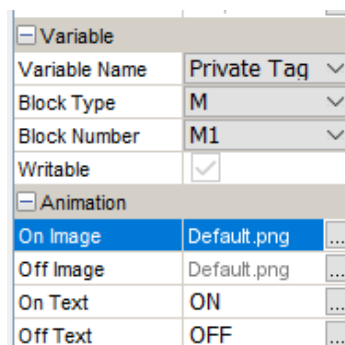 Variable
Variable Name Private Tag
Block Type M
Block Number M1
Writable
Animation
On Image Default.png ...
Off Image Default.png ...
On Text ON ...
Off Text OFF ...